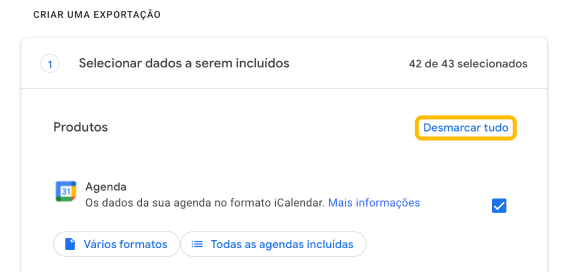 CRIAR UMA EXPORTAÇÃO
1 Selecionar dados a serem incluídos 42 de 43 selecionados
Produtos Desmarcar tudo
31 Agenda
Os dados da sua agenda no formato iCalendar. Mais informações
Vários formatos Todas as agendas incluídas